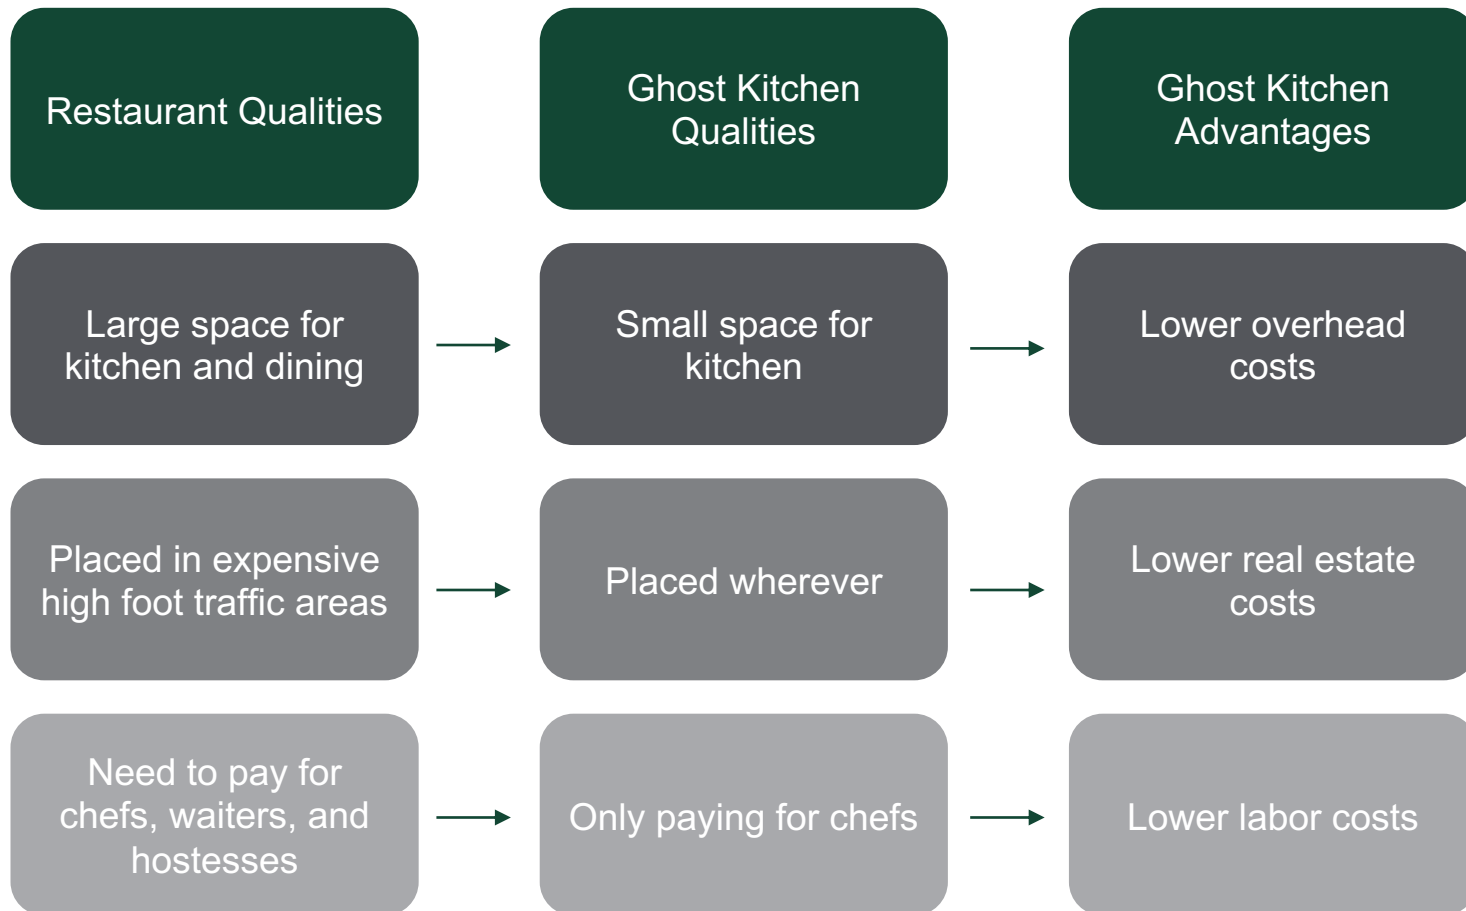 Restaurant Qualities
Ghost Kitchen
Qualities
Ghost Kitchen
Advantages
Large space for
kitchen and dining
Small space for
kitchen
Lower overhead
costs
Placed in expensive
high foot traffic areas
Placed wherever
Lower real estate
costs
Need to pay for
chefs, waiters, and
hostesses
Only paying for chefs
Lower labor costs